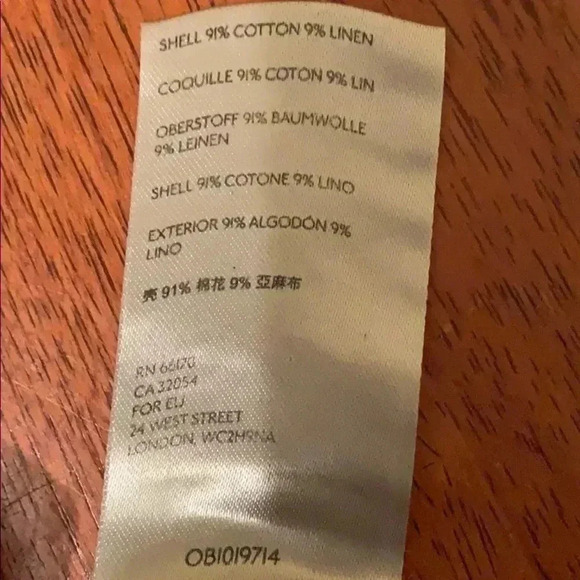 SHELL 91% COTTON 9% LINEN
COQUILLE 91% COTON 9% LIN
OBERSTOFF 91% BAUMWOLLE
9% LEINEN
SHELL 91% COTONE 9% LINO
EXTERIOR 91% ALGODÓN 9%
LINO
壳 91% 棉花 9% 亞麻布
RN 66170
CA 32054
FOR EU
24 WEST STREET
LONDON, WC2H9NA
OB1019714